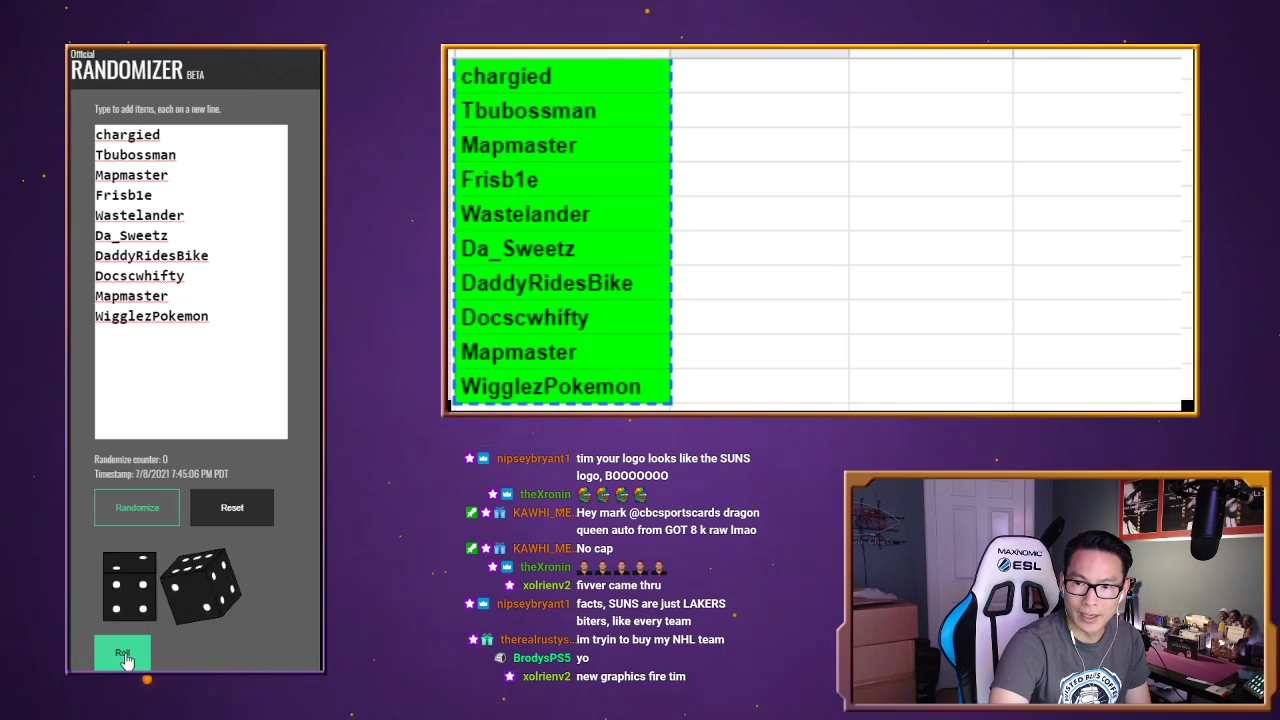 Official
RANDOMIZER BETA
Type to add items, each on a new line.
chargied
Tbubossman
Mapmaster
Frisb1e
Wastelander
Da_Sweetz
DaddyRidesBike
Docscwhifty
Mapmaster
WigglezPokemon
Randomize counter: 0
Timestamp: 7/8/2021 7:45:06 PM PDT
Randomize Reset
Roll
chargied
Tbubossman
Mapmaster
Frisb1e
Wastelander
Da_Sweetz
DaddyRidesBike
Docscwhifty
Mapmaster
WigglezPokemon
nipseybryant1 tim your logo looks like the SUNS
logo, BOOOOOOO
theXronin
KAWHI_ME.. Hey mark @cbcsportscards dragon
queen auto from GOT 8 k raw lmao
KAWHI_ME.. No cap
theXronin
xolrienv2 fivver came thru
nipseybryant1 facts, SUNS are just LAKERS
biters, like every team
therealrustys.. im tryin to buy my NHL team
BrodysPS5 yo
xolrienv2 new graphics fire tim
MAXNOMIC
ESL
COFFEE